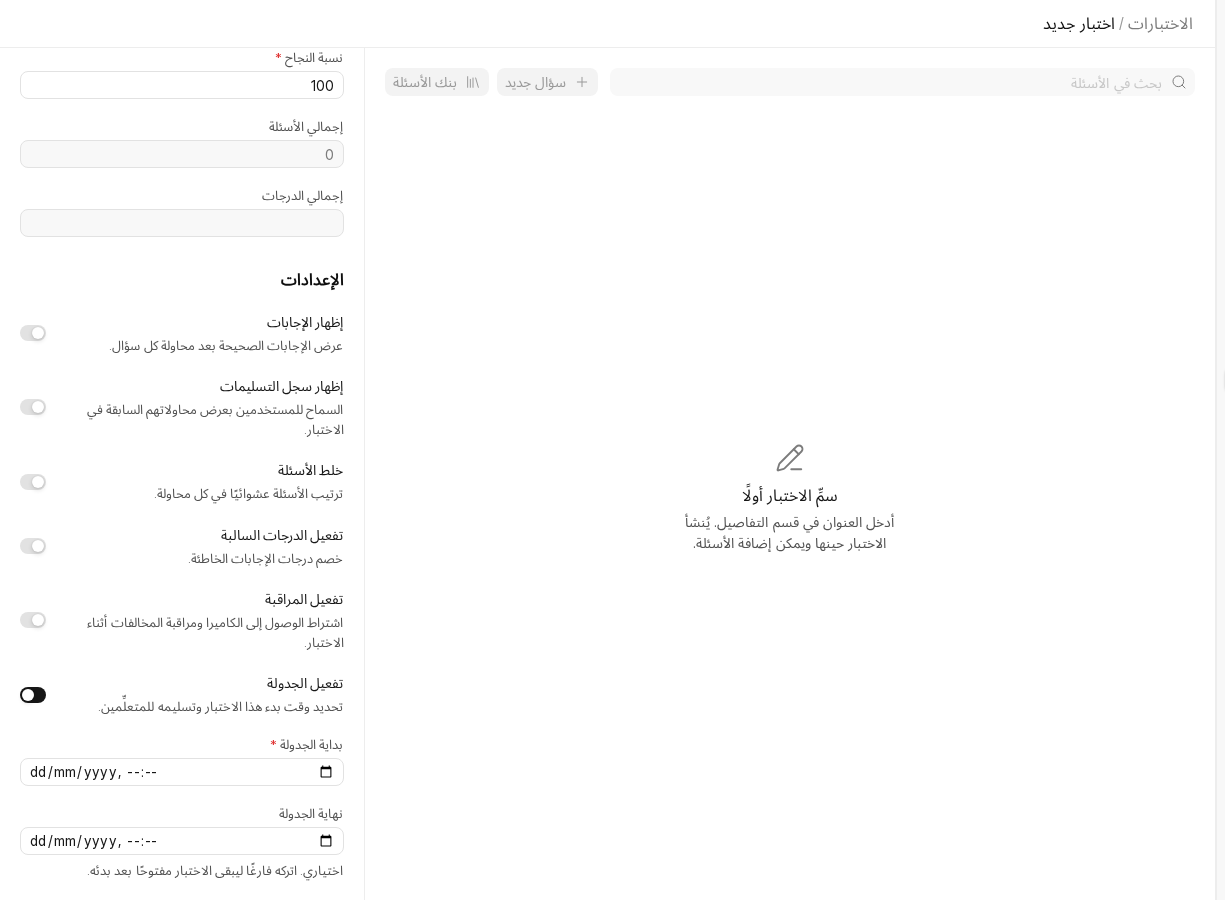 الاختبارات / اختبار جديد
بحث في الأسئلة
سؤال جديد
بنك الأسئلة
سمِّ الاختبار أولًا
أدخل العنوان في قسم التفاصيل. يُنشأ
الاختبار حينها ويمكن إضافة الأسئلة.
نسبة النجاح *
100
إجمالي الأسئلة
0
إجمالي الدرجات
الإعدادات
إظهار الإجابات
عرض الإجابات الصحيحة بعد محاولة كل سؤال.
إظهار سجل التسليمات
السماح للمستخدمين بعرض محاولاتهم السابقة في
الاختبار.
خلط الأسئلة
ترتيب الأسئلة عشوائيًا في كل محاولة.
تفعيل الدرجات السالبة
خصم درجات الإجابات الخاطئة.
تفعيل المراقبة
اشتراط الوصول إلى الكاميرا ومراقبة المخالفات أثناء
الاختبار.
تفعيل الجدولة
تحديد وقت بدء هذا الاختبار وتسليمه للمتعلِّمين.
بداية الجدولة *
dd/mm/yyyy, --:--
نهاية الجدولة
dd/mm/yyyy, --:--
اختياري. اتركه فارغًا ليبقى الاختبار مفتوحًا بعد بدئه.